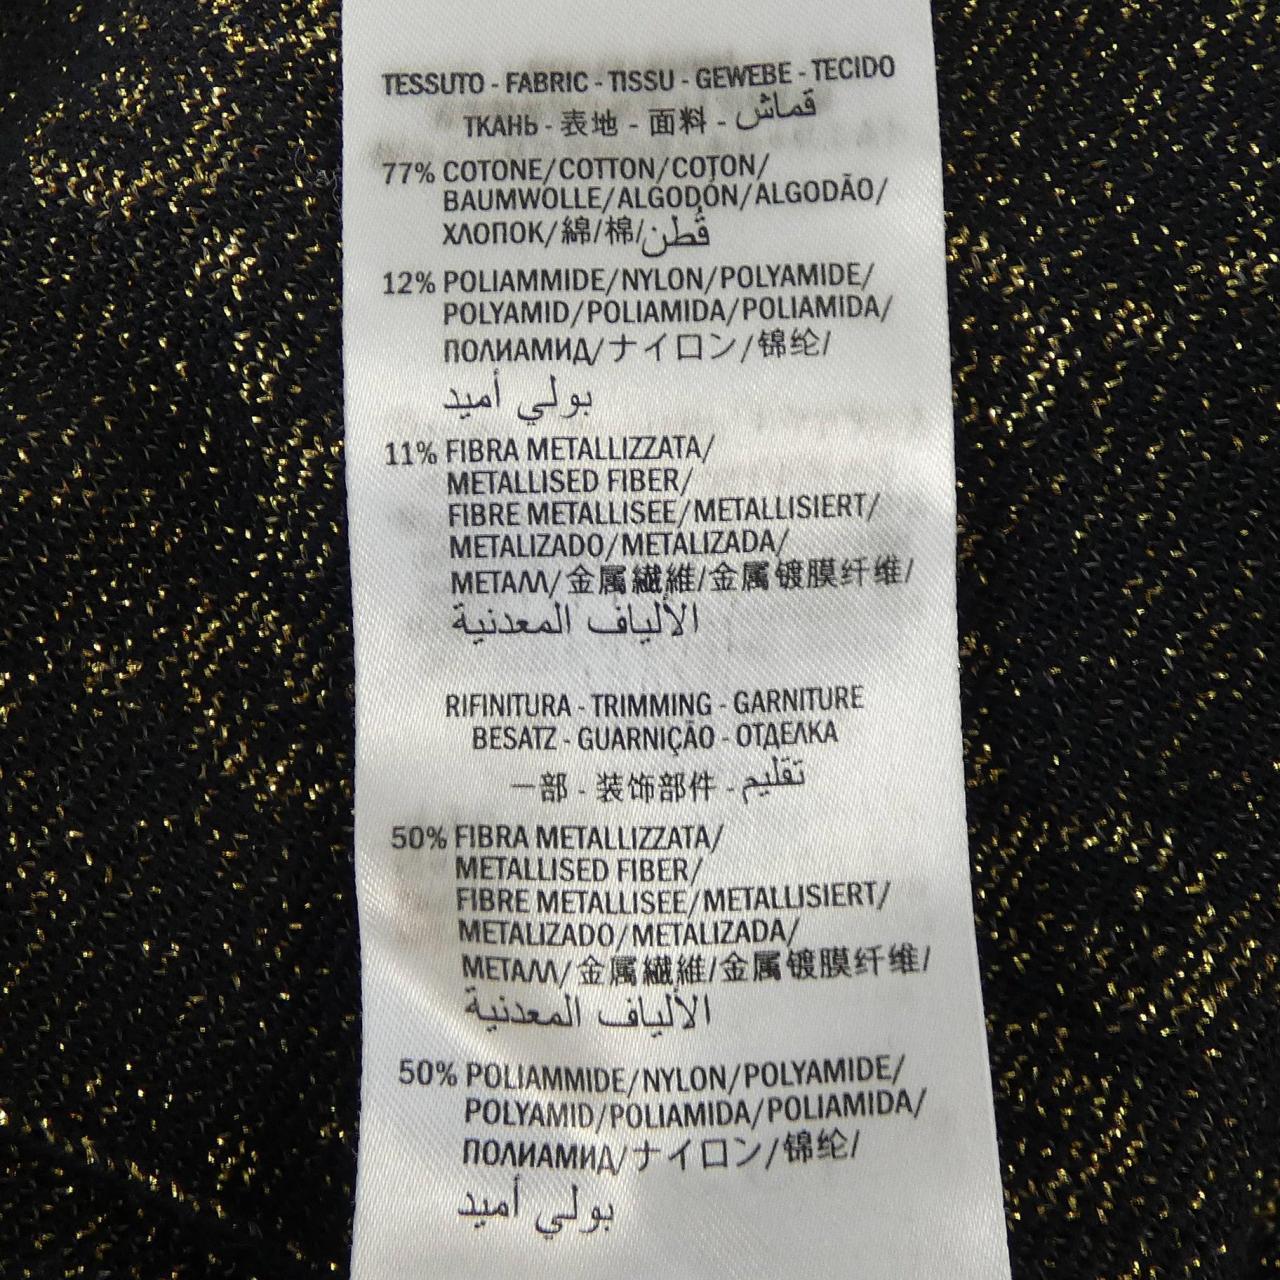 TESSUTO - FABRIC - TISSU - GEWEBE - TECIDO
ТКАНЬ - 表地 - 面料 - قماش
77% COTONE/COTTON/COTON/
BAUMWOLLE/ALGODÓN/ALGODÃO/
ХЛОПОК/綿/棉/قُطن
12% POLIAMMIDE/NYLON/POLYAMIDE/
POLYAMID/POLIAMIDA/POLIAMIDA/
ПОЛИАМИД/ナイロン/锦纶/
بولي أميد
11% FIBRA METALLIZZATA/
METALLISED FIBER/
FIBRE METALLISEE/METALLISIERT/
METALIZADO/METALIZADA/
МЕТАЛЛ/金属繊維/金属镀膜纤维/
الألياف المعدنية
RIFINITURA - TRIMMING - GARNITURE
BESATZ - GUARNIÇÃO - ОТДЕЛКА
一部 - 装饰部件 - تقليم
50% FIBRA METALLIZZATA/
METALLISED FIBER/
FIBRE METALLISEE/METALLISIERT/
METALIZADO/METALIZADA/
МЕТАЛЛ/金属繊維/金属镀膜纤维/
الألياف المعدنية
50% POLIAMMIDE/NYLON/POLYAMIDE/
POLYAMID/POLIAMIDA/POLIAMIDA/
ПОЛИАМИД/ナイロン/锦纶/
بولي أميد